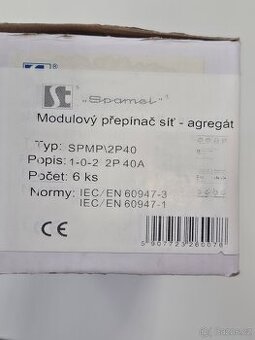 „Spamel"
Modulový přepínač síť - agregát
Typ: SPMP\2P40
Popis: 1-0-2 2P 40A
Počet: 6 ks
Normy: IEC/EN 60947-3
IEC/EN 60947-1
CE